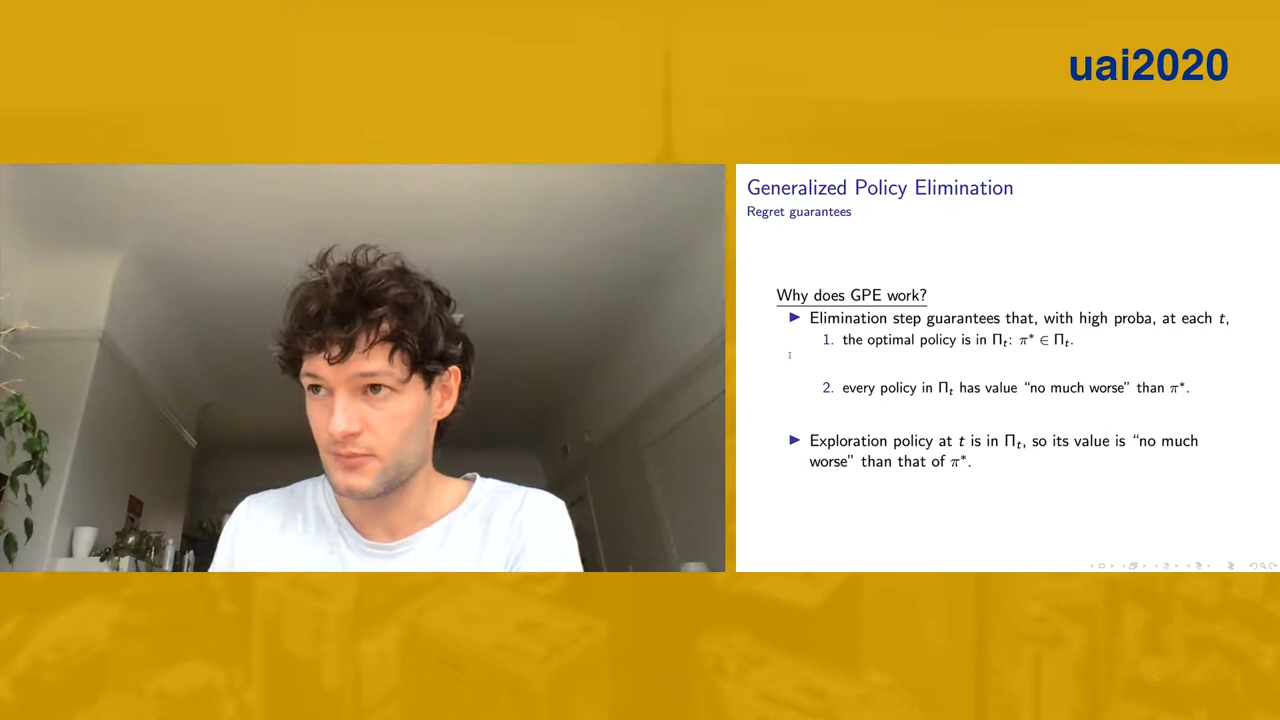 uai2020
Generalized Policy Elimination
Regret guarantees
Why does GPE work?
▶ Elimination step guarantees that, with high proba, at each t,
1. the optimal policy is in Πₜ: π* ∈ Πₜ.
2. every policy in Πₜ has value “no much worse” than π*.
▶ Exploration policy at t is in Πₜ, so its value is “no much
worse” than that of π*.